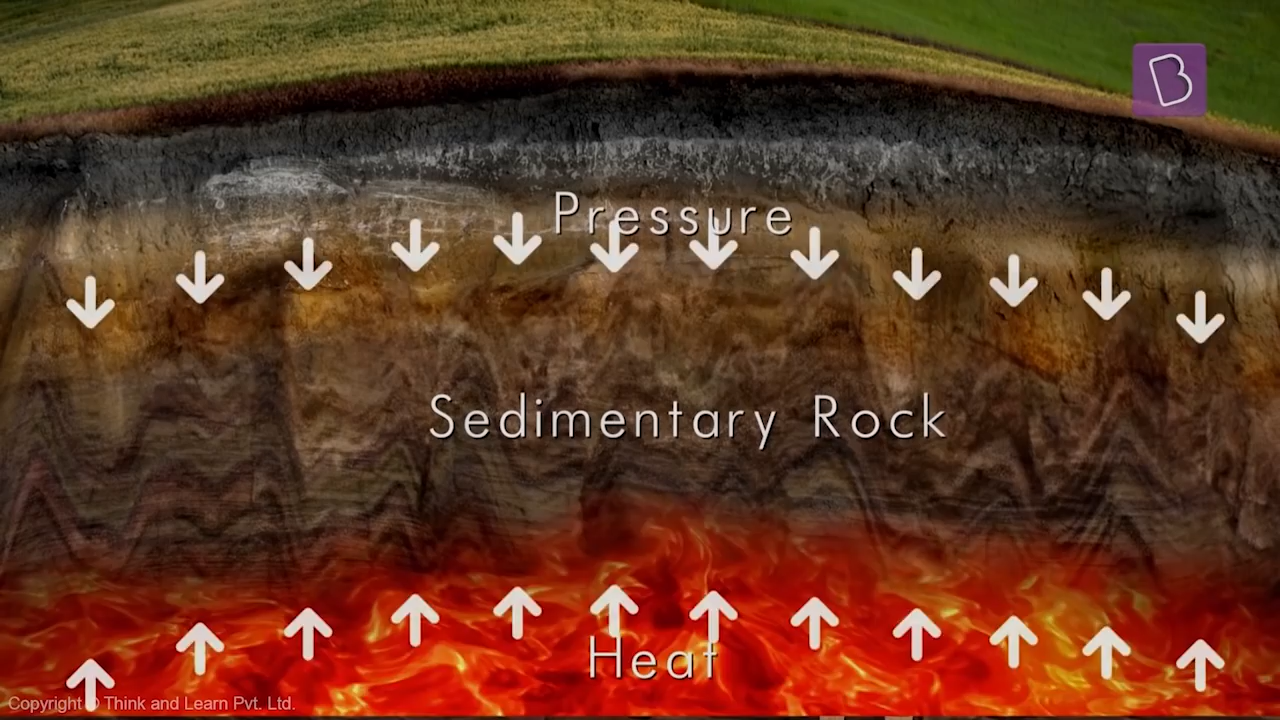 B
Pressure
Sedimentary Rock
Heat
Copyright © Think and Learn Pvt. Ltd.